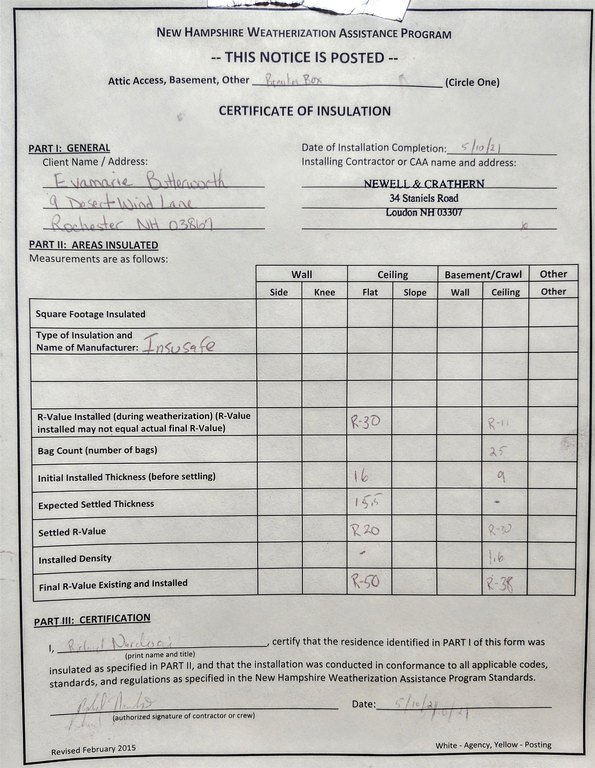 NEW HAMPSHIRE WEATHERIZATION ASSISTANCE PROGRAM
-- THIS NOTICE IS POSTED --
Attic Access, Basement, Other Box (Circle One)
CERTIFICATE OF INSULATION
PART I: GENERAL
Client Name / Address:
Evamarie Butterworth
9 Desert Wind Lane
Rochester NH 03867
Date of Installation Completion: 5/10/21
Installing Contractor or CAA name and address:
NEWELL & CRATHERN
34 Staniels Road
Loudon NH 03307
PART II: AREAS INSULATED
Measurements are as follows:
Wall Ceiling Basement/Crawl Other
Side Knee Flat Slope Wall Ceiling Other
Square Footage Insulated
Type of Insulation and
Name of Manufacturer: Insusafe
R-Value Installed (during weatherization) (R-Value
installed may not equal actual final R-Value) R-30 R-11
Bag Count (number of bags) 25
Initial Installed Thickness (before settling) 16 9
Expected Settled Thickness 15.5 -
Settled R-Value R20 R-30
Installed Density - 1.6
Final R-Value Existing and Installed R-50 R-38
PART III: CERTIFICATION
I, , certify that the residence identified in PART I of this form was
(print name and title)
insulated as specified in PART II, and that the installation was conducted in conformance to all applicable codes,
standards, and regulations as specified in the New Hampshire Weatherization Assistance Program Standards.
Date: 5/10/21
(authorized signature of contractor or crew)
Revised February 2015
White - Agency, Yellow - Posting